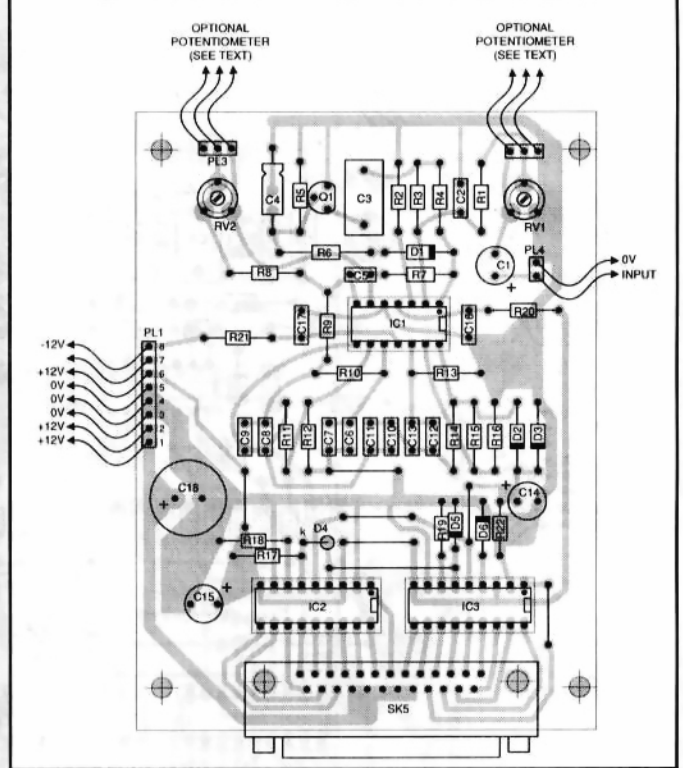 OPTIONAL
POTENTIOMETER
(SEE TEXT)
OPTIONAL
POTENTIOMETER
(SEE TEXT)
PL3
C4
R5
Q1
C3
R2
R3
R4
C2
R1
RV2
RV1
R6
D1
PL4
0V
INPUT
R8
C5
R7
C1
+
C17
R9
IC1
C16
R20
PL1
R21
-12V
8
7
+12V
6
0V
5
0V
4
0V
3
+12V
2
+12V
1
R10
R13
C9
C8
R11
R12
C7
C6
C11
C10
C13
C12
R14
R15
R16
D2
D3
C18
+
+
C14
R18
k
D4
R19
D5
D6
R22
R17
C15
+
IC2
IC3
SK5